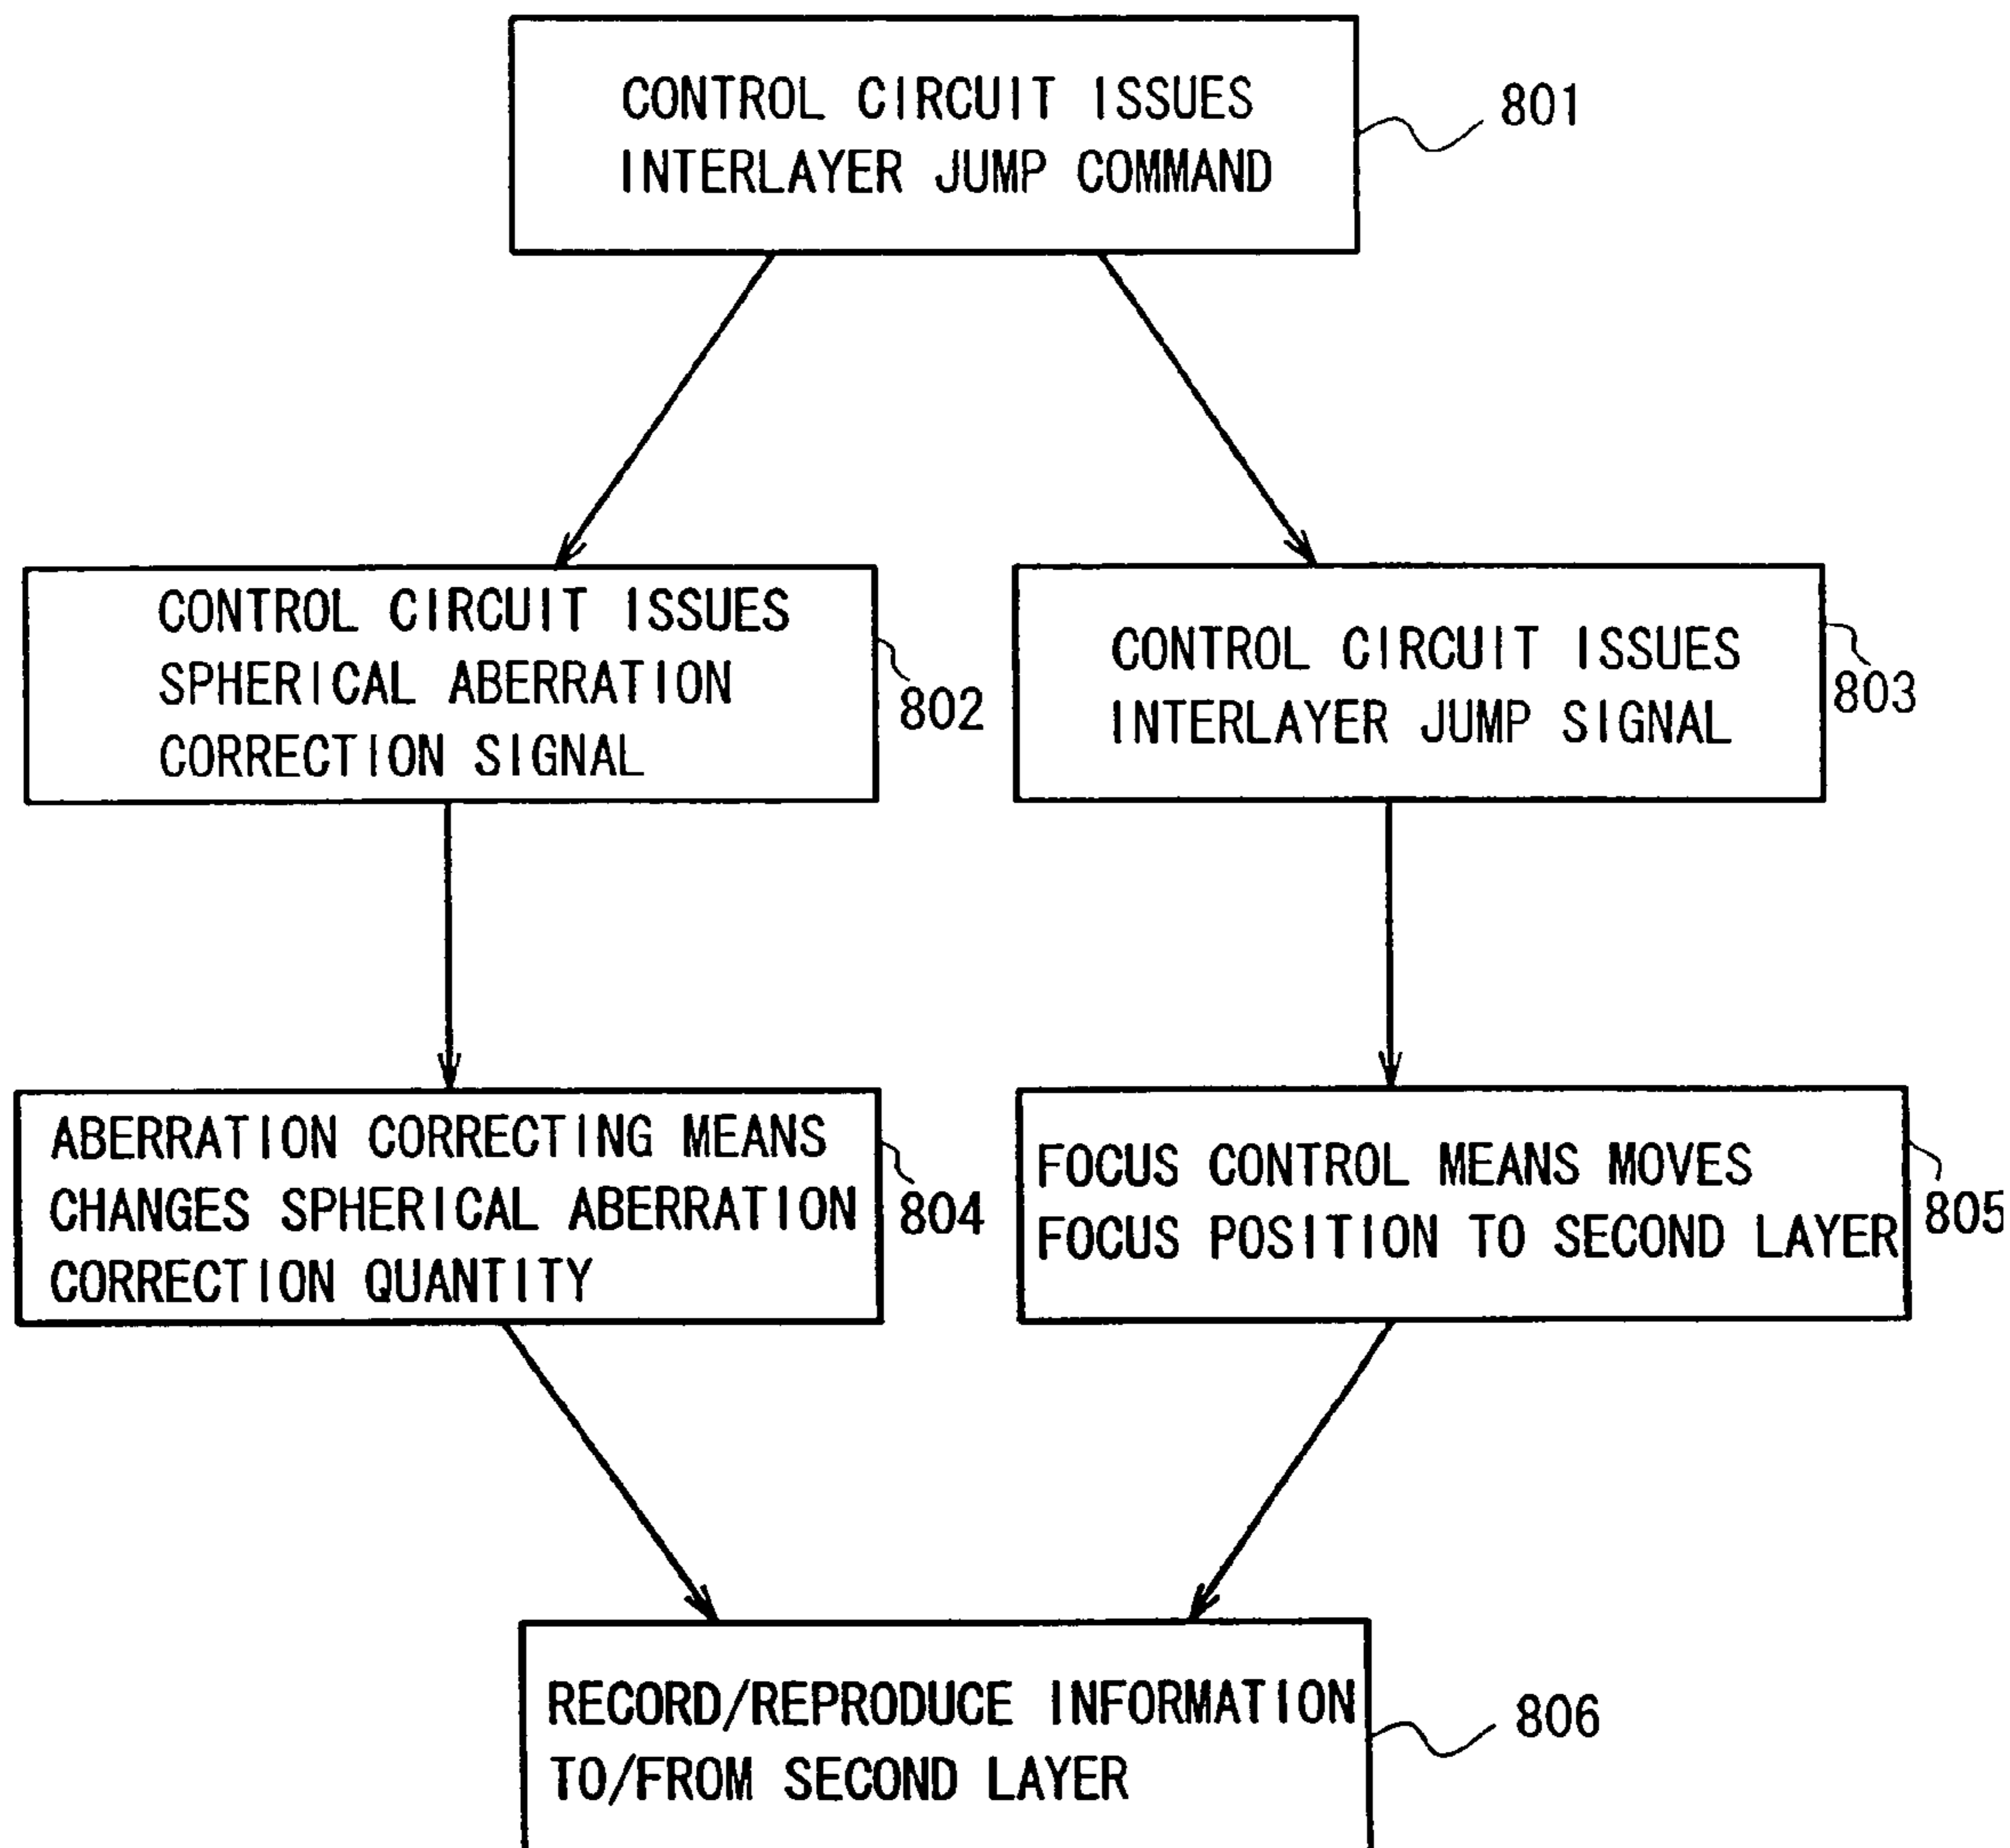 CONTROL CIRCUIT ISSUES
INTERLAYER JUMP COMMAND
801
CONTROL CIRCUIT ISSUES
SPHERICAL ABERRATION
CORRECTION SIGNAL
802
CONTROL CIRCUIT ISSUES
INTERLAYER JUMP SIGNAL
803
ABERRATION CORRECTING MEANS
CHANGES SPHERICAL ABERRATION
CORRECTION QUANTITY
804
FOCUS CONTROL MEANS MOVES
FOCUS POSITION TO SECOND LAYER
805
RECORD/REPRODUCE INFORMATION
TO/FROM SECOND LAYER
806